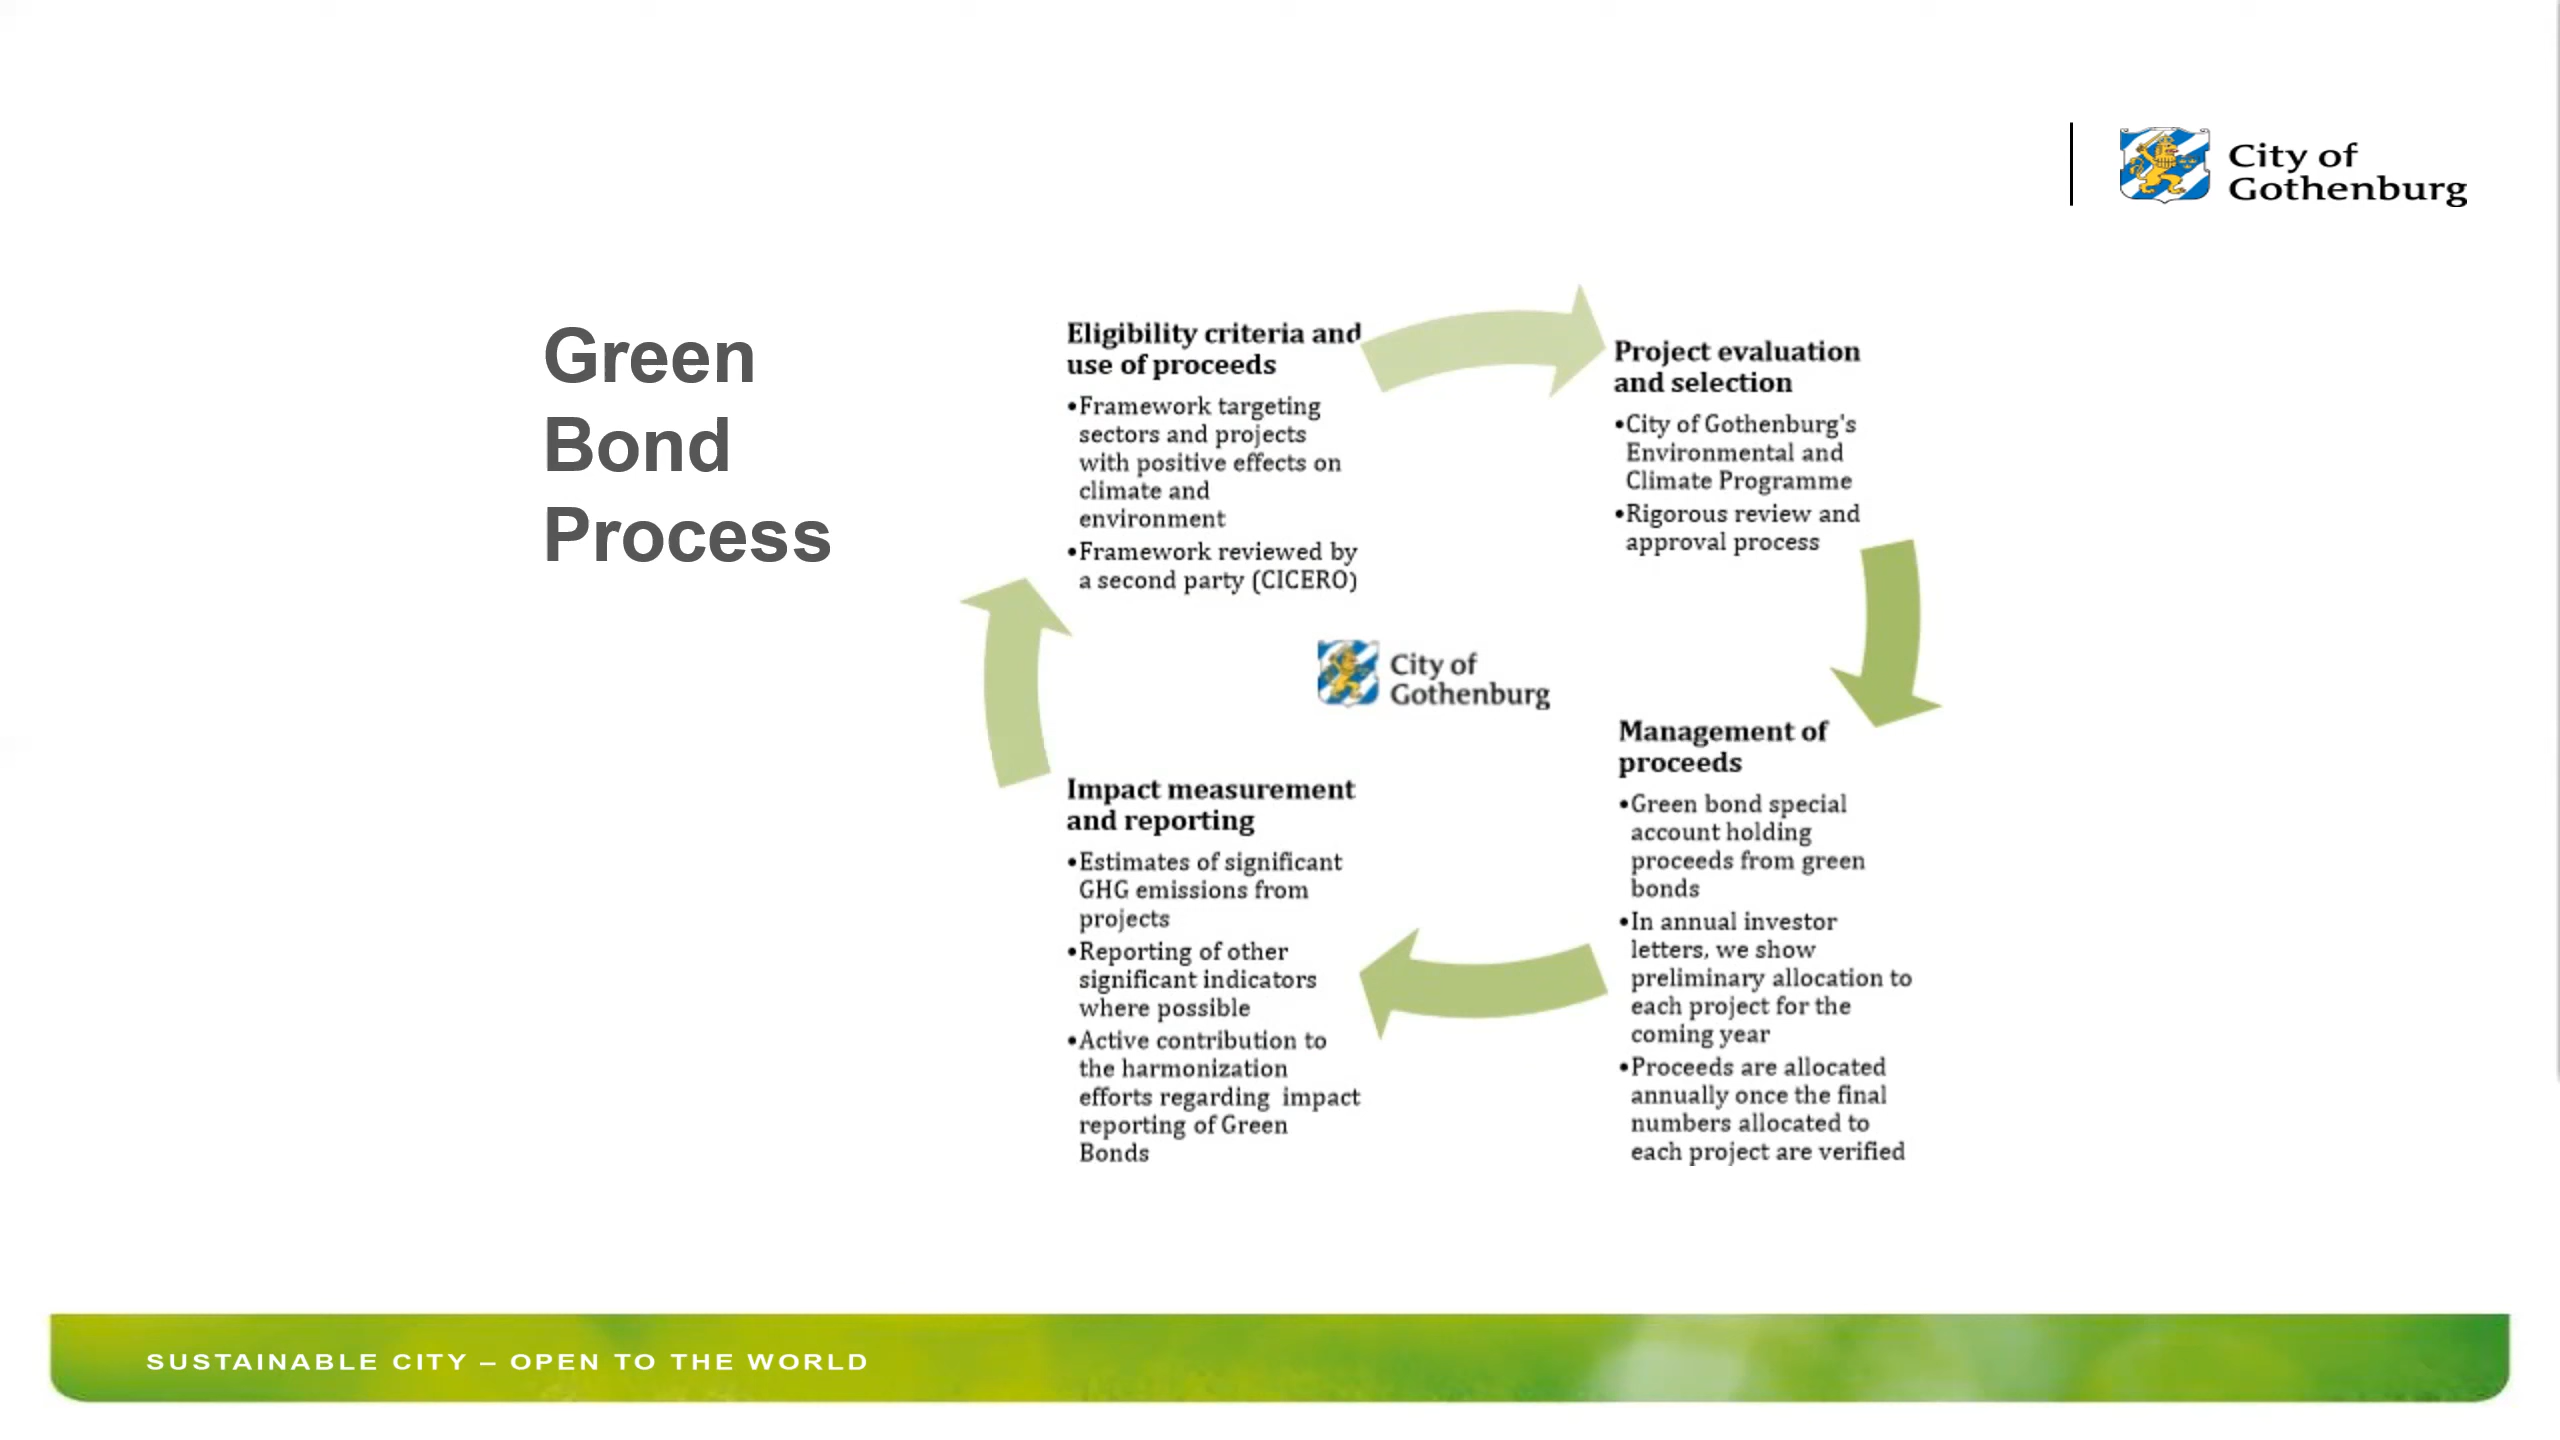 City of
Gothenburg
Green
Bond
Process
Eligibility criteria and
use of proceeds
•Framework targeting
sectors and projects
with positive effects on
climate and
environment
•Framework reviewed by
a second party (CICERO)
Project evaluation
and selection
•City of Gothenburg's
Environmental and
Climate Programme
•Rigorous review and
approval process
City of
Gothenburg
Management of
proceeds
•Green bond special
account holding
proceeds from green
bonds
•In annual investor
letters, we show
preliminary allocation to
each project for the
coming year
•Proceeds are allocated
annually once the final
numbers allocated to
each project are verified
Impact measurement
and reporting
•Estimates of significant
GHG emissions from
projects
•Reporting of other
significant indicators
where possible
•Active contribution to
the harmonization
efforts regarding  impact
reporting of Green
Bonds
SUSTAINABLE CITY – OPEN TO THE WORLD